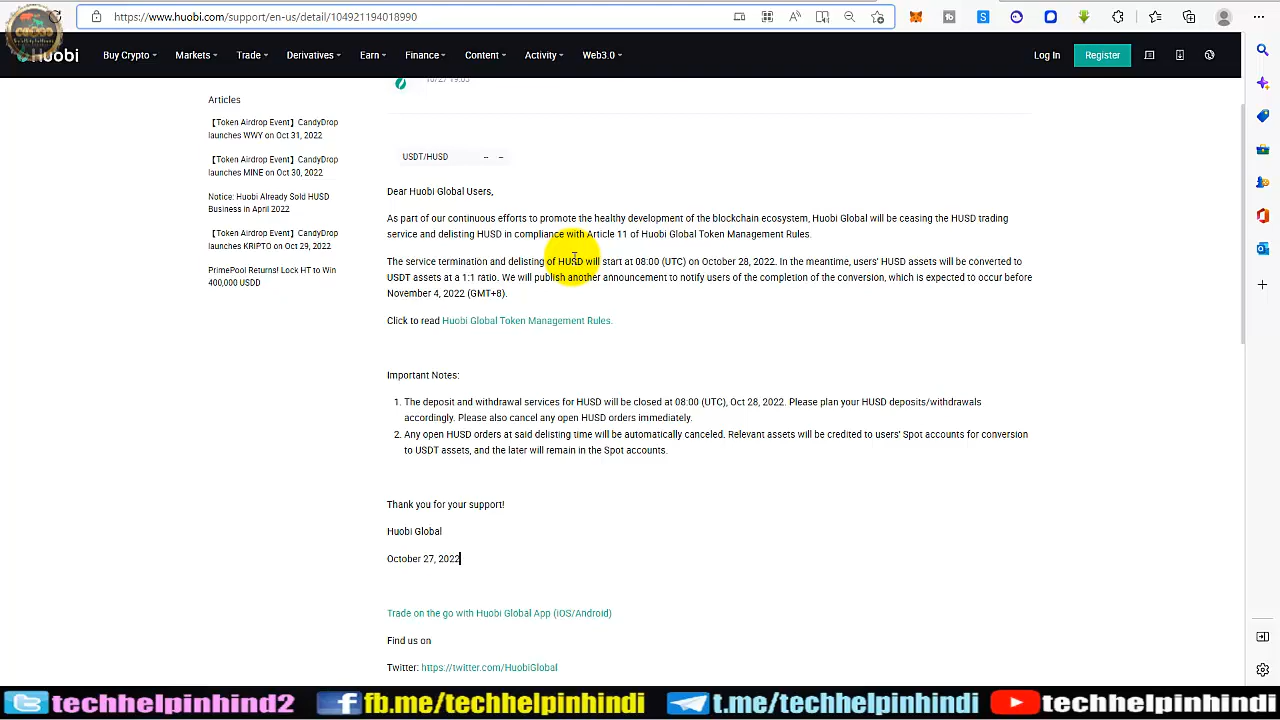 https://www.huobi.com/support/en-us/detail/104921194918990
Huobi
Buy Crypto
Markets
Trade
Derivatives
Earn
Finance
Content
Activity
Web3.0
Log In
Register
10/27 19:05
Articles
【Token Airdrop Event】CandyDrop
launches WWY on Oct 31, 2022
【Token Airdrop Event】CandyDrop
launches MINE on Oct 30, 2022
Notice: Huobi Already Sold HUSD
Business in April 2022
【Token Airdrop Event】CandyDrop
launches KRIPTO on Oct 29, 2022
PrimePool Returns! Lock HT to Win
400,000 USDD
USDT/HUSD -- --
Dear Huobi Global Users,
As part of our continuous efforts to promote the healthy development of the blockchain ecosystem, Huobi Global will be ceasing the HUSD trading
service and delisting HUSD in compliance with Article 11 of Huobi Global Token Management Rules.
The service termination and delisting of HUSD will start at 08:00 (UTC) on October 28, 2022. In the meantime, users' HUSD assets will be converted to
USDT assets at a 1:1 ratio. We will publish another announcement to notify users of the completion of the conversion, which is expected to occur before
November 4, 2022 (GMT+8).
Click to read Huobi Global Token Management Rules.
Important Notes:
1. The deposit and withdrawal services for HUSD will be closed at 08:00 (UTC), Oct 28, 2022. Please plan your HUSD deposits/withdrawals
accordingly. Please also cancel any open HUSD orders immediately.
2. Any open HUSD orders at said delisting time will be automatically canceled. Relevant assets will be credited to users' Spot accounts for conversion
to USDT assets, and the later will remain in the Spot accounts.
Thank you for your support!
Huobi Global
October 27, 2022
Trade on the go with Huobi Global App (iOS/Android)
Find us on
Twitter: https://twitter.com/HuobiGlobal
techhelpinhindi2
fb.me/techhelpinhindi
t.me/techhelpinhindi
techhelpinhindi